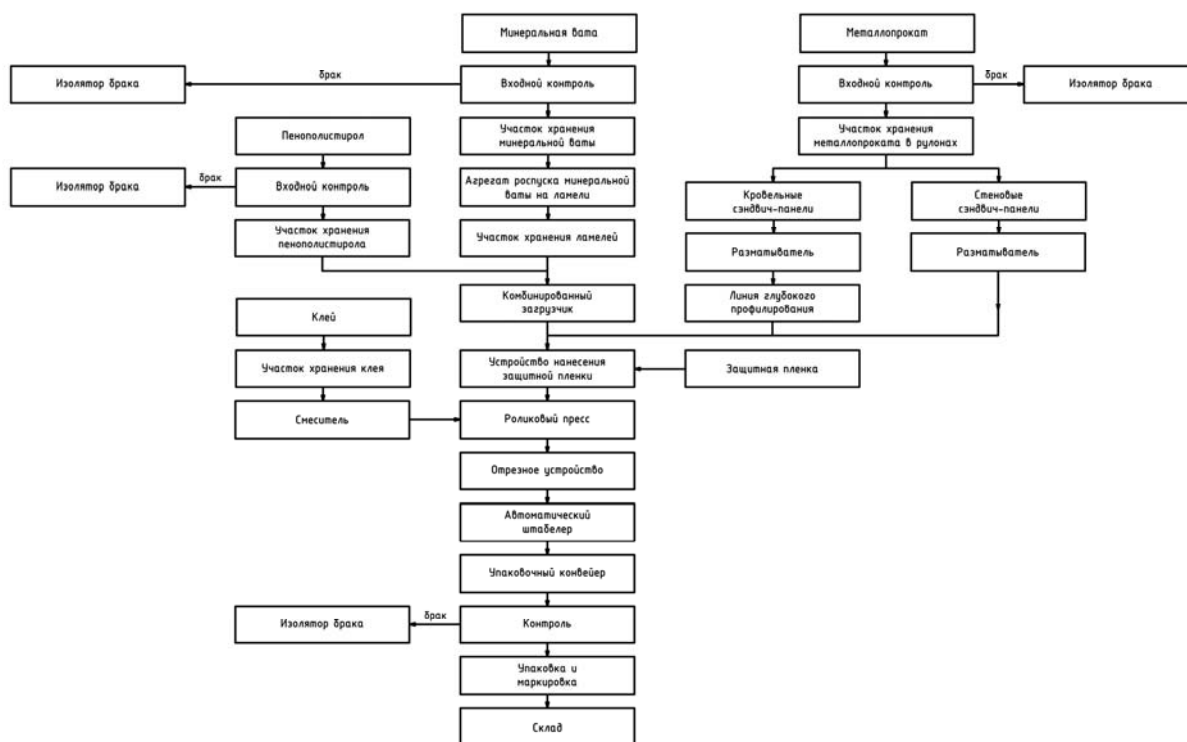 Минеральная вата
Металлопрокат
брак
брак
Изолятор брака
Входной контроль
Входной контроль
Изолятор брака
Пенополистирол
Участок хранения
минеральной ваты
Участок хранения
металлопроката в рулонах
брак
Изолятор брака
Входной контроль
Агрегат роспуска минеральной
ваты на ламели
Кровельные
сэндвич-панели
Стеновые
сэндвич-панели
Участок хранения
пенополистирола
Участок хранения ламелей
Разматыватель
Разматыватель
Комбинированный
загрузчик
Линия глубокого
профилирования
Клей
Участок хранения клея
Устройство нанесения
защитной пленки
Защитная пленка
Смеситель
Роликовый пресс
Отрезное устройство
Автоматический
штабелер
Упаковочный конвейер
брак
Изолятор брака
Контроль
Упаковка и
маркировка
Склад